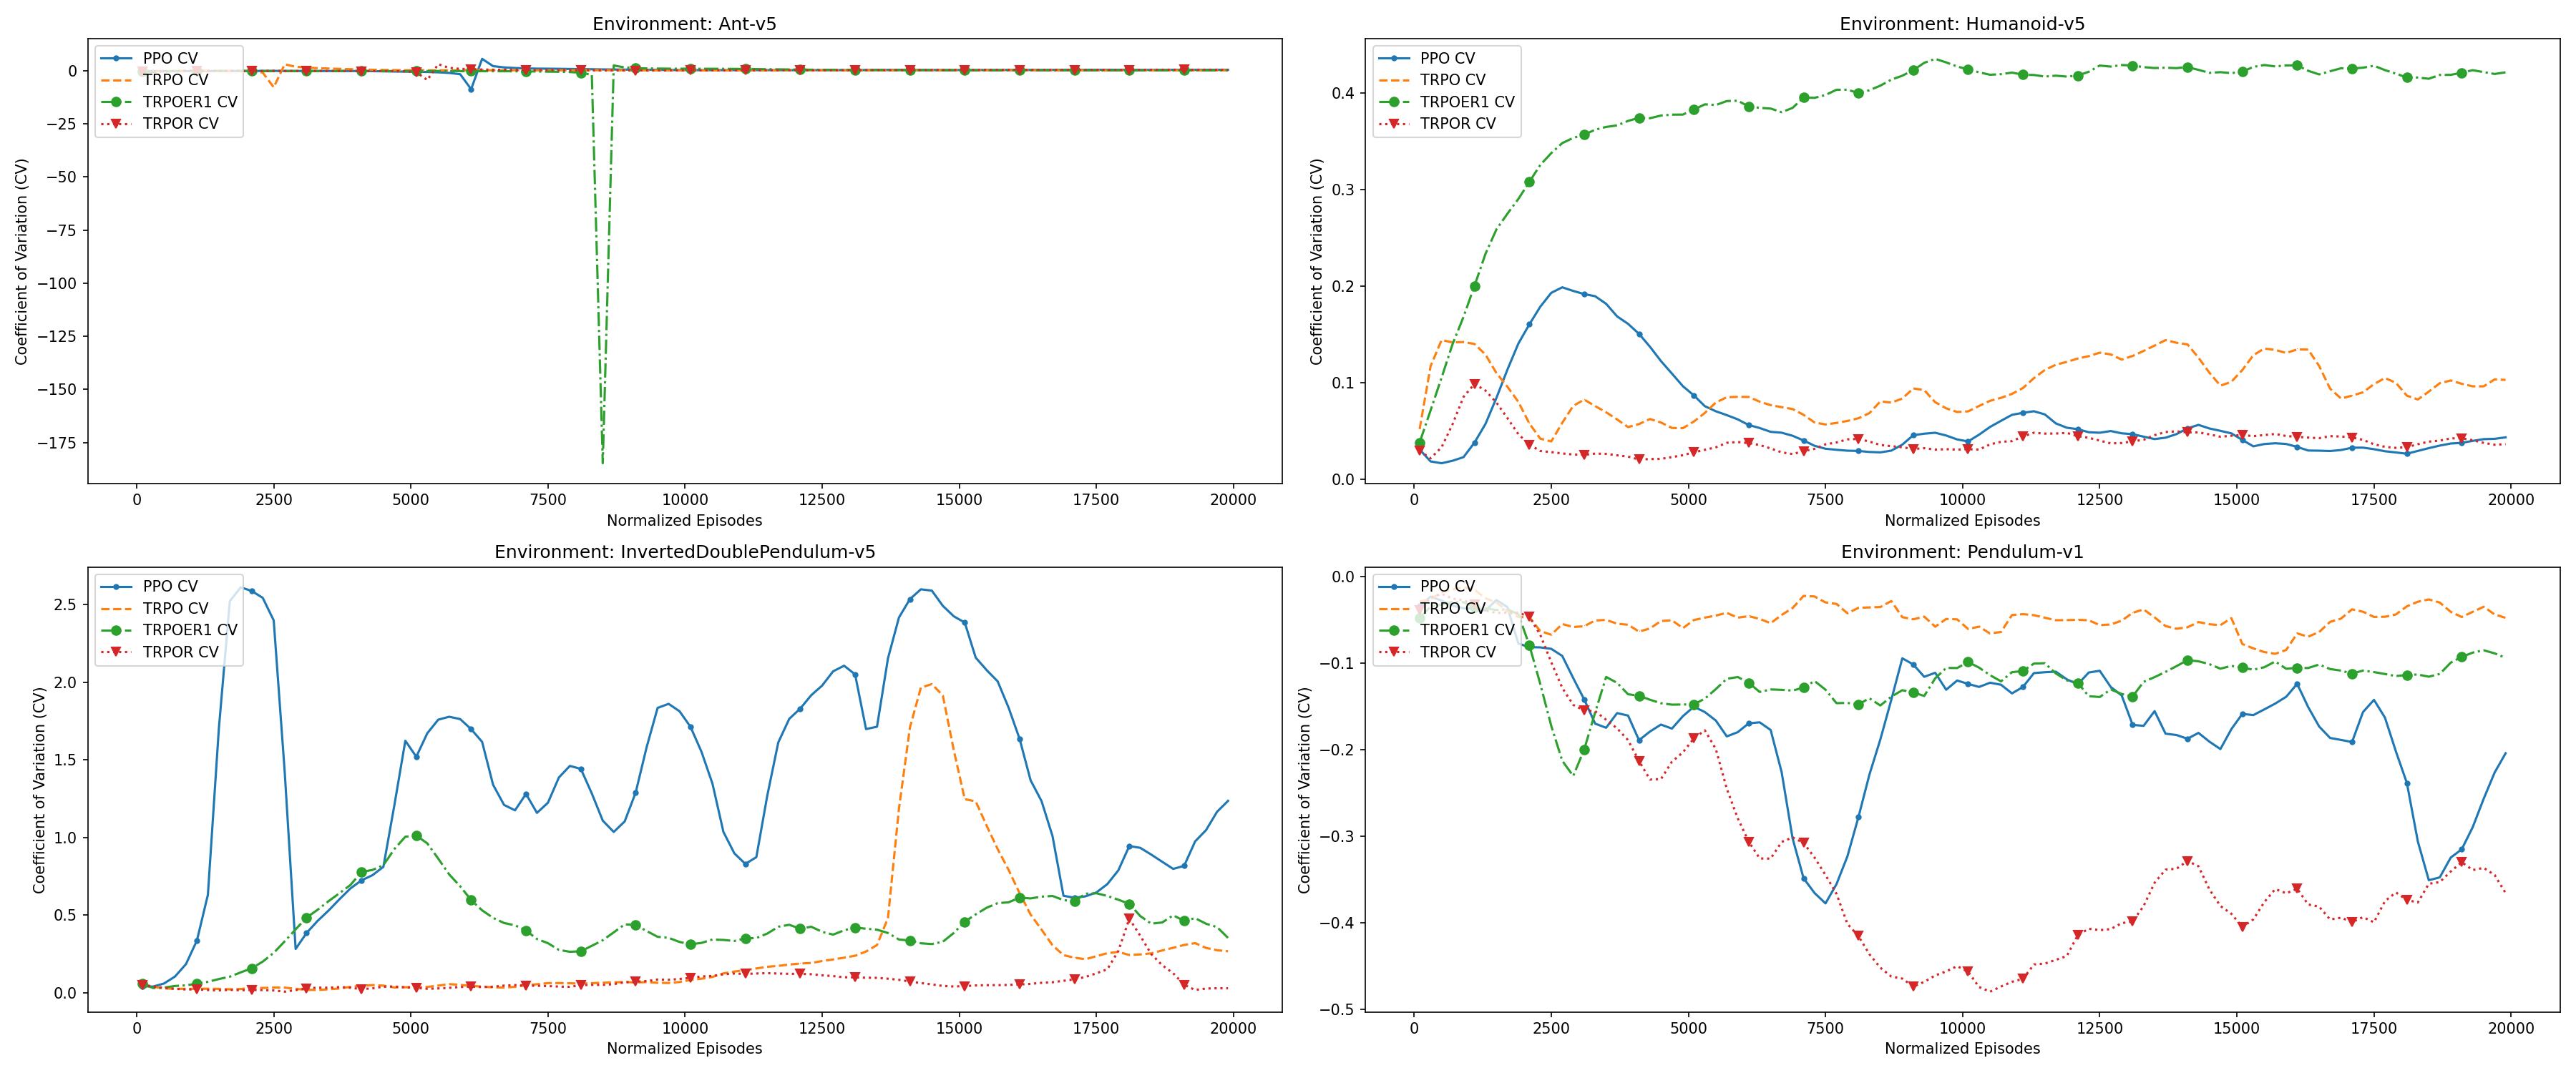 Environment: Ant-v5
PPO CV
TRPO CV
TRPOER1 CV
TRPOR CV
Coefficient of Variation (CV)
0
−25
−50
−75
−100
−125
−150
−175
0 2500 5000 7500 10000 12500 15000 17500 20000
Normalized Episodes
Environment: Humanoid-v5
PPO CV
TRPO CV
TRPOER1 CV
TRPOR CV
Coefficient of Variation (CV)
0.4
0.3
0.2
0.1
0.0
0 2500 5000 7500 10000 12500 15000 17500 20000
Normalized Episodes
Environment: InvertedDoublePendulum-v5
PPO CV
TRPO CV
TRPOER1 CV
TRPOR CV
Coefficient of Variation (CV)
2.5
2.0
1.5
1.0
0.5
0.0
0 2500 5000 7500 10000 12500 15000 17500 20000
Normalized Episodes
Environment: Pendulum-v1
PPO CV
TRPO CV
TRPOER1 CV
TRPOR CV
Coefficient of Variation (CV)
0.0
−0.1
−0.2
−0.3
−0.4
−0.5
0 2500 5000 7500 10000 12500 15000 17500 20000
Normalized Episodes